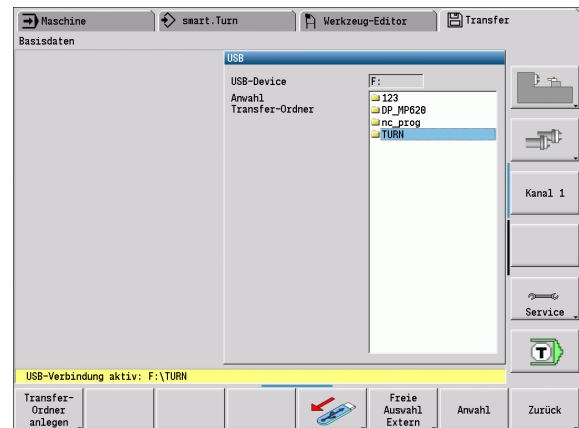 Maschine
smart.Turn
Werkzeug-Editor
Transfer
Basisdaten
USB
USB-Device
F:
Anwahl
Transfer-Ordner
123
DP_MP620
nc_prog
TURN
Kanal 1
Service
T
USB-Verbindung aktiv: F:\TURN
Transfer-
Ordner
anlegen
Freie
Auswahl
Extern
Anwahl
Zurück